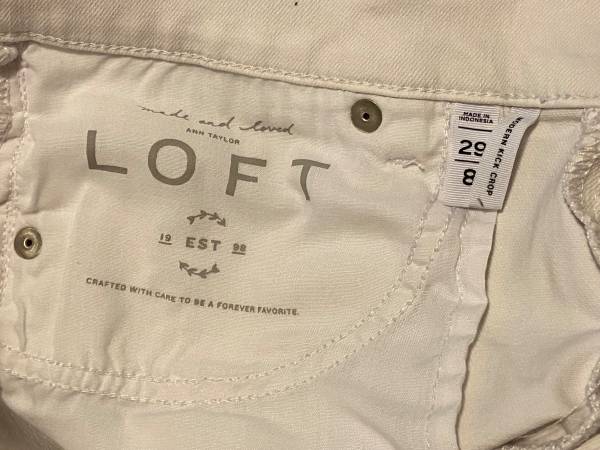 made and loved
ANN TAYLOR
LOFT
19 EST 98
CRAFTED WITH CARE TO BE A FOREVER FAVORITE.
MADE IN
INDONESIA
29
8
MODERN KICK CROP